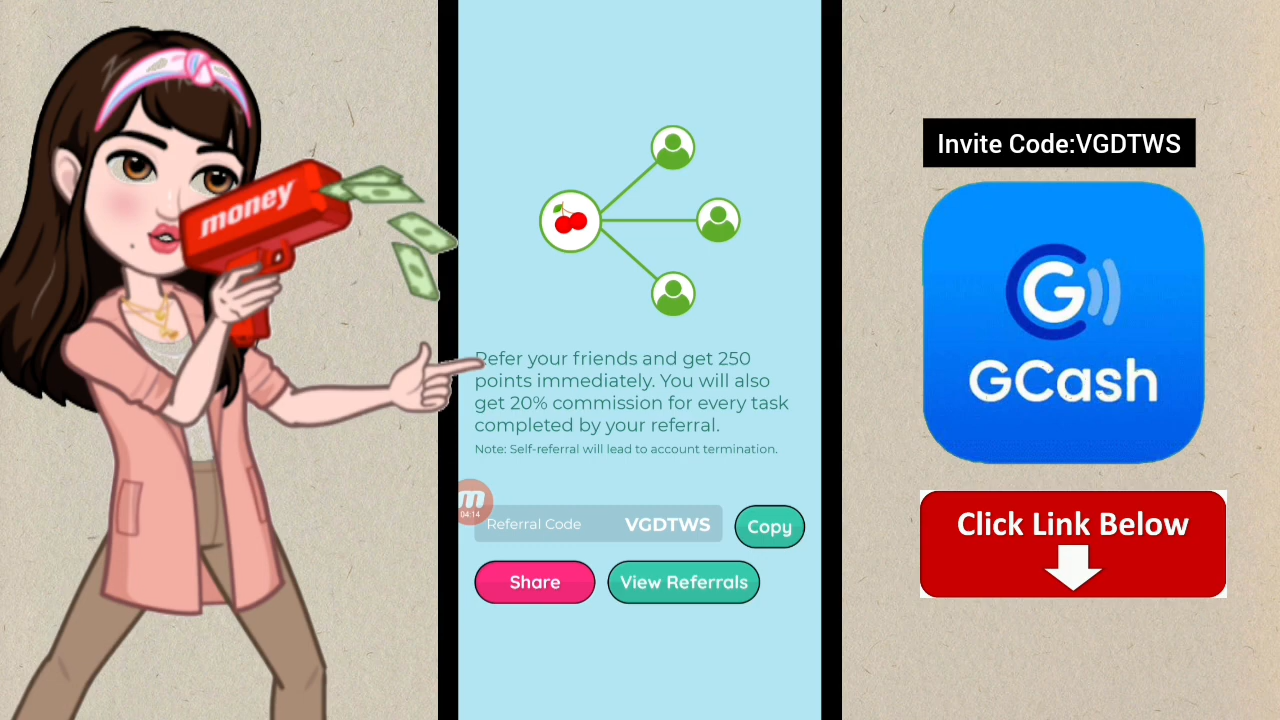 money
Refer your friends and get 250
points immediately. You will also
get 20% commission for every task
completed by your referral.
Note: Self-referral will lead to account termination.
04:14
Referral Code VGDTWS
Copy
Share
View Referrals
Invite Code:VGDTWS
G
GCash
Click Link Below